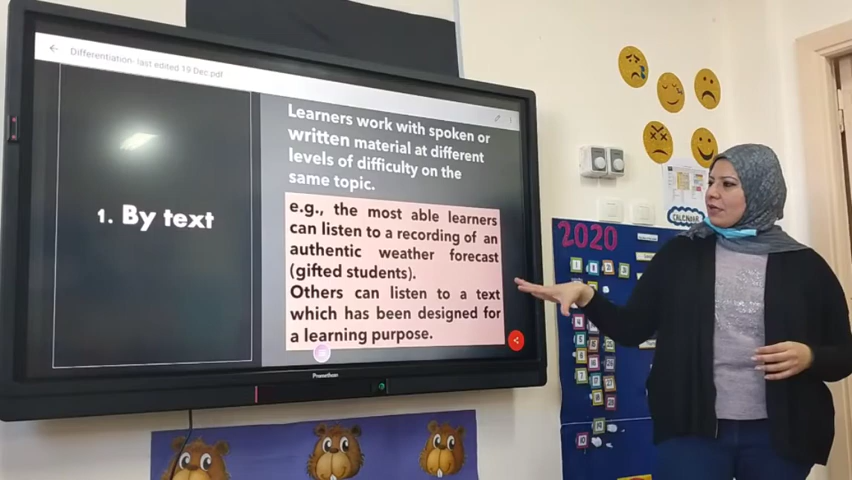 Differentiation- last edited 19 Dec.pdf
Learners work with spoken or
written material at different
levels of difficulty on the
same topic.
1. By text
e.g., the most able learners
can listen to a recording of an
authentic weather forecast
(gifted students).
Others can listen to a text
which has been designed for
a learning purpose.
Promethean
CALENDAR
2020